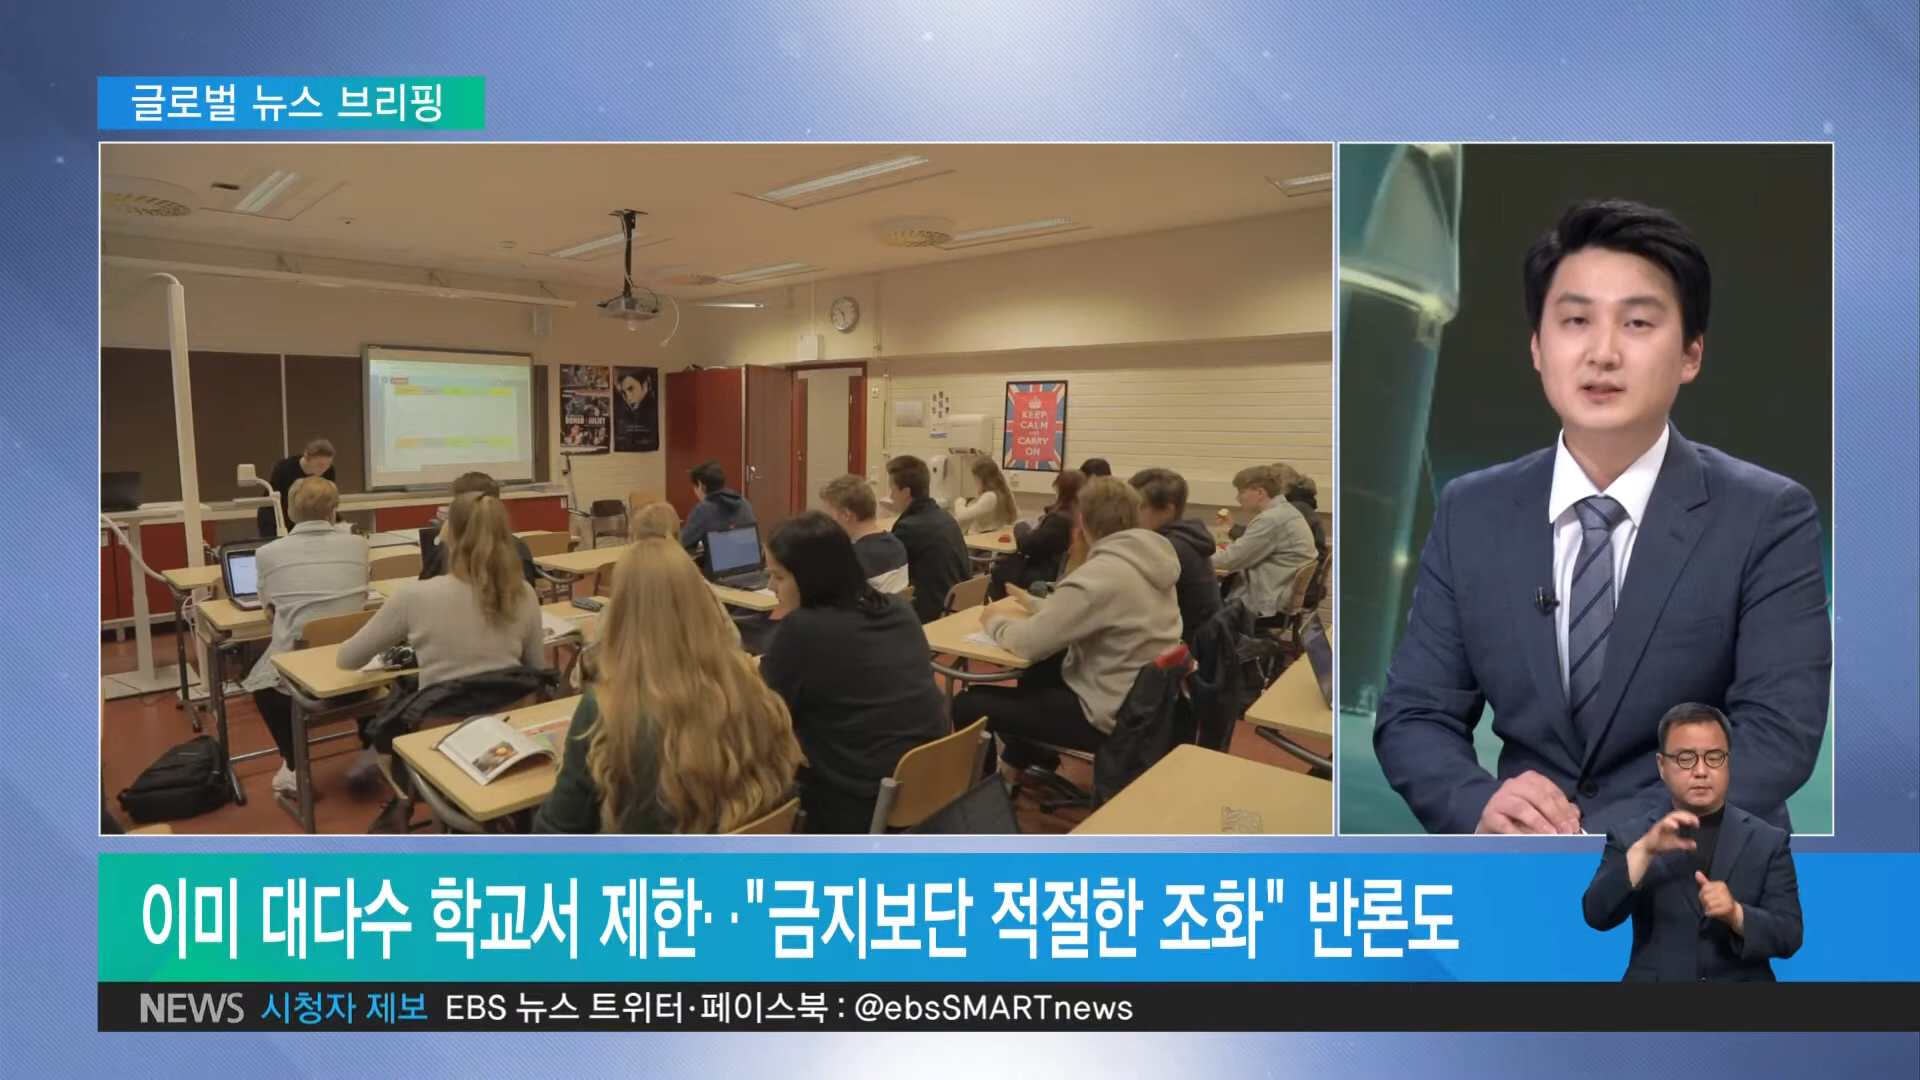 글로벌 뉴스 브리핑
KEEP
CALM
AND
CARRY
ON
이미 대다수 학교서 제한··"금지보단 적절한 조화" 반론도
NEWS 시청자 제보 EBS 뉴스 트위터·페이스북 : @ebsSMARTnews